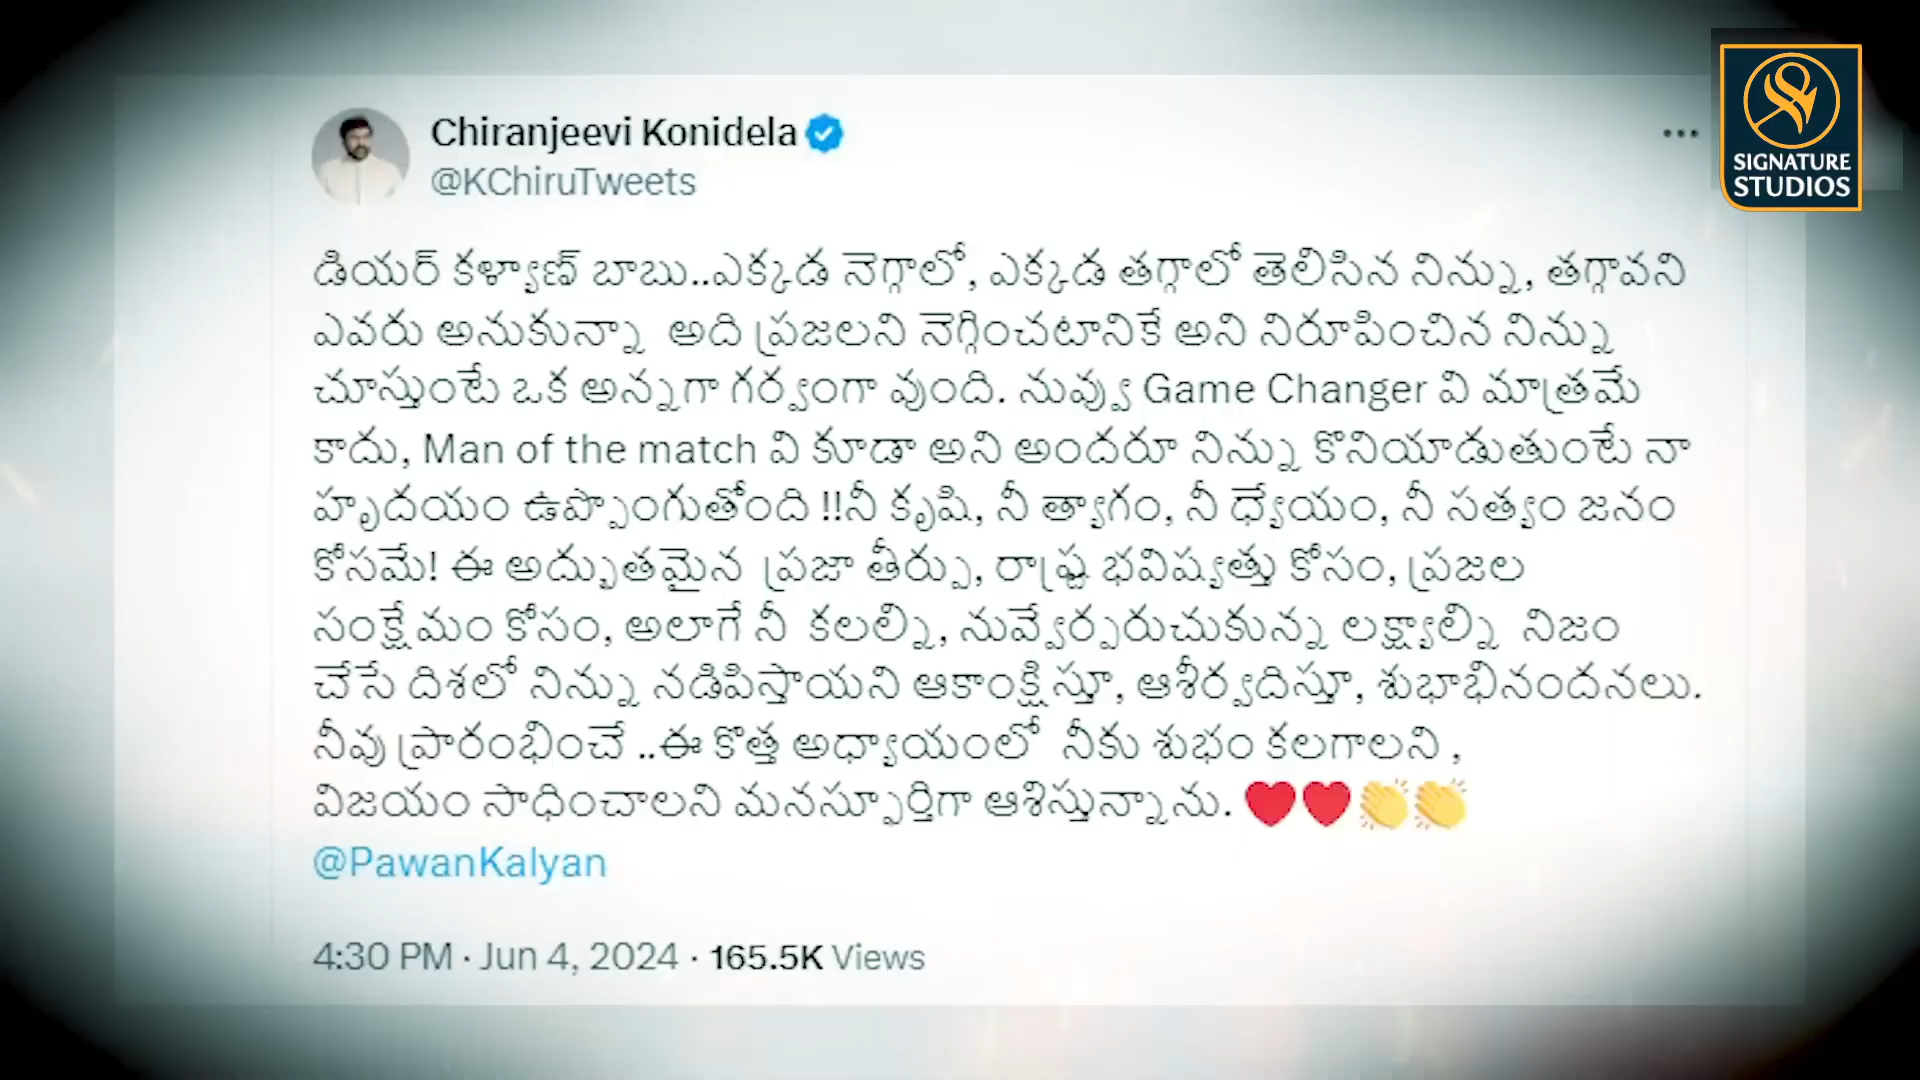 Chiranjeevi Konidela
@KChiruTweets
SIGNATURE
STUDIOS
డియర్ కళ్యాణ్ బాబు..ఎక్కడ నెగ్గాలో, ఎక్కడ తగ్గాలో తెలిసిన నిన్ను, తగ్గావని
ఎవరు అనుకున్నా అది ప్రజలని నెగ్గించటానికే అని నిరూపించిన నిన్ను
చూస్తుంటే ఒక అన్నగా గర్వంగా వుంది. నువ్వు Game Changer వి మాత్రమే
కాదు, Man of the match వి కూడా అని అందరూ నిన్ను కొనియాడుతుంటే నా
హృదయం ఉప్పొంగుతోంది !!నీ కృషి, నీ త్యాగం, నీ ధ్యేయం, నీ సత్యం జనం
కోసమే! ఈ అద్భుతమైన ప్రజా తీర్పు, రాష్ట్ర భవిష్యత్తు కోసం, ప్రజల
సంక్షేమం కోసం, అలాగే నీ కలల్ని, నువ్వేర్పరుచుకున్న లక్ష్యాల్ని నిజం
చేసే దిశలో నిన్ను నడిపిస్తాయని ఆకాంక్షిస్తూ, ఆశీర్వదిస్తూ, శుభాభినందనలు.
నీవు ప్రారంభించే ..ఈ కొత్త అధ్యాయంలో నీకు శుభం కలగాలని ,
విజయం సాధించాలని మనస్ఫూర్తిగా ఆశిస్తున్నాను. ❤️❤️👏👏
@PawanKalyan
4:30 PM · Jun 4, 2024 · 165.5K Views